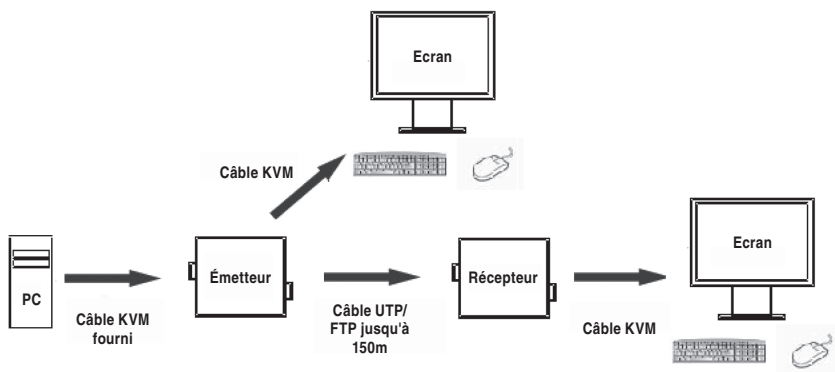 Ecran
Câble KVM
PC
Câble KVM
fourni
Émetteur
Câble UTP/
FTP jusqu'à
150m
Récepteur
Câble KVM
Ecran